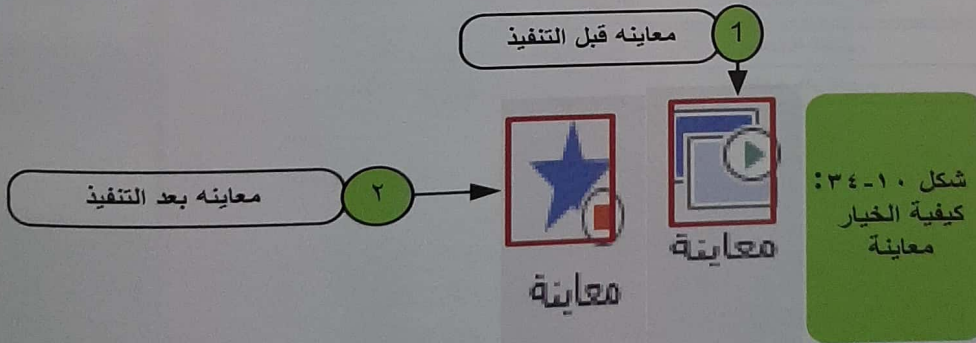 معاينه قبل التنفيذ
1
معاينة
شكل ١٠-٣٤:
كيفية الخيار
معاينة
معاينه بعد التنفيذ
٢
معاينة